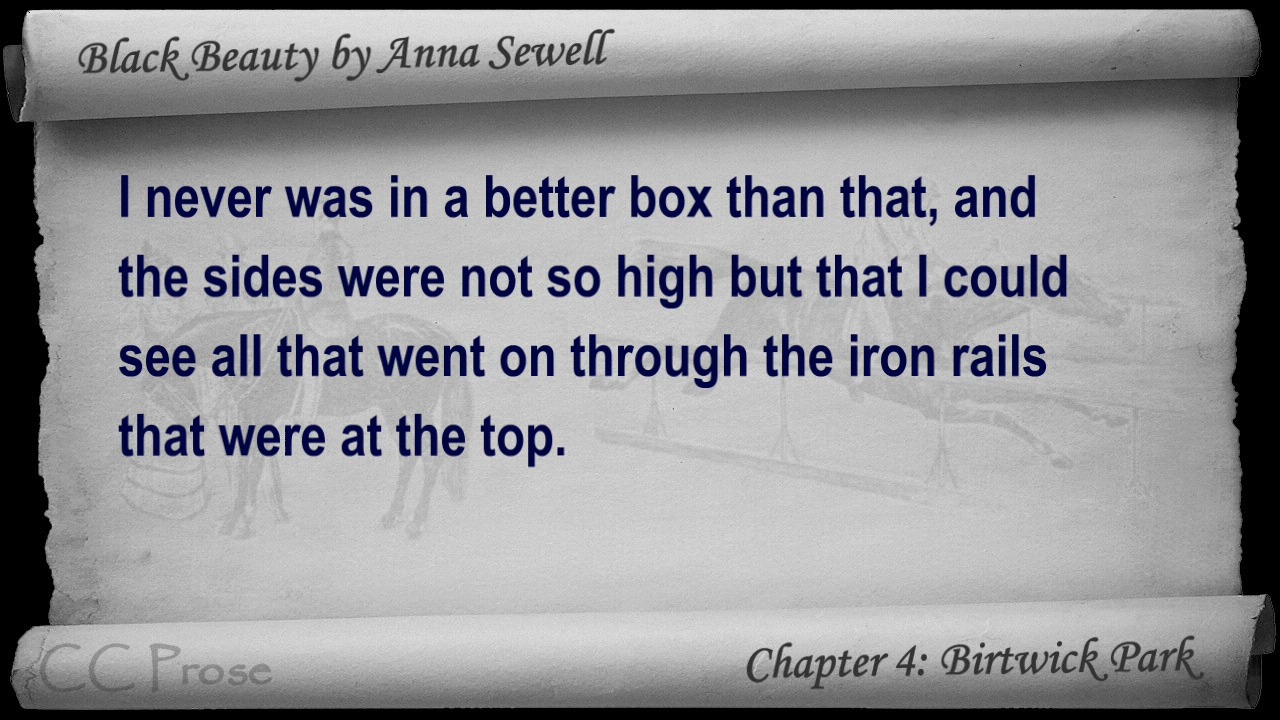 Black Beauty by Anna Sewell
I never was in a better box than that, and
the sides were not so high but that I could
see all that went on through the iron rails
that were at the top.
CC Prose
Chapter 4: Birtwick Park